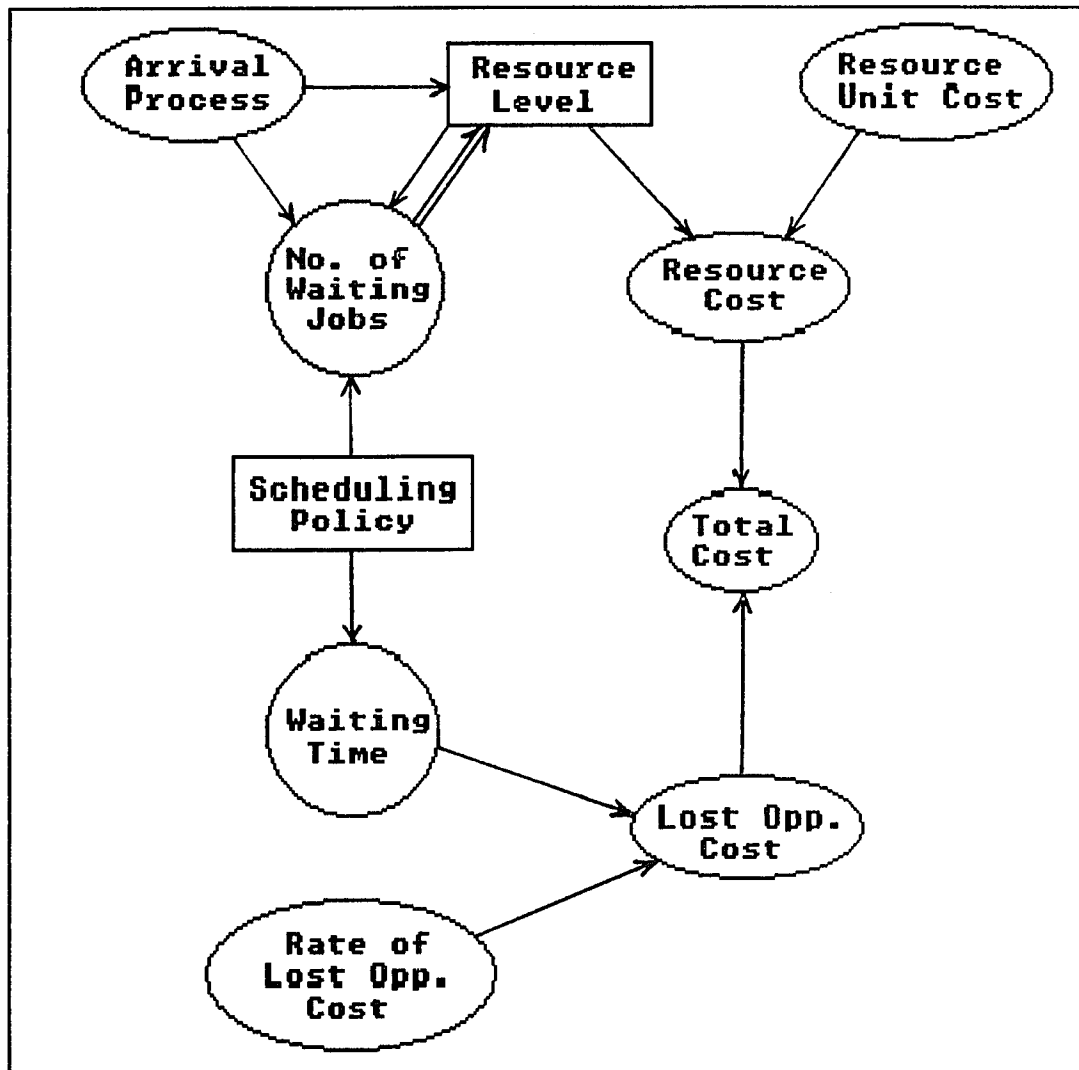 Arrival
Process
Resource
Level
Resource
Unit Cost
No. of
Waiting
Jobs
Resource
Cost
Scheduling
Policy
Total
Cost
Waiting
Time
Lost Opp.
Cost
Rate of
Lost Opp.
Cost